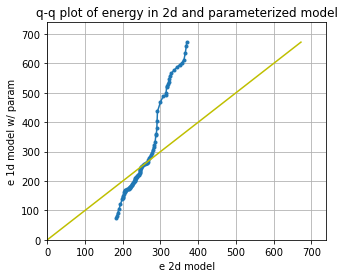 q-q plot of energy in 2d and parameterized model
700
600
500
400
300
200
100
0
e 1d model w/ param
0 100 200 300 400 500 600 700
e 2d model